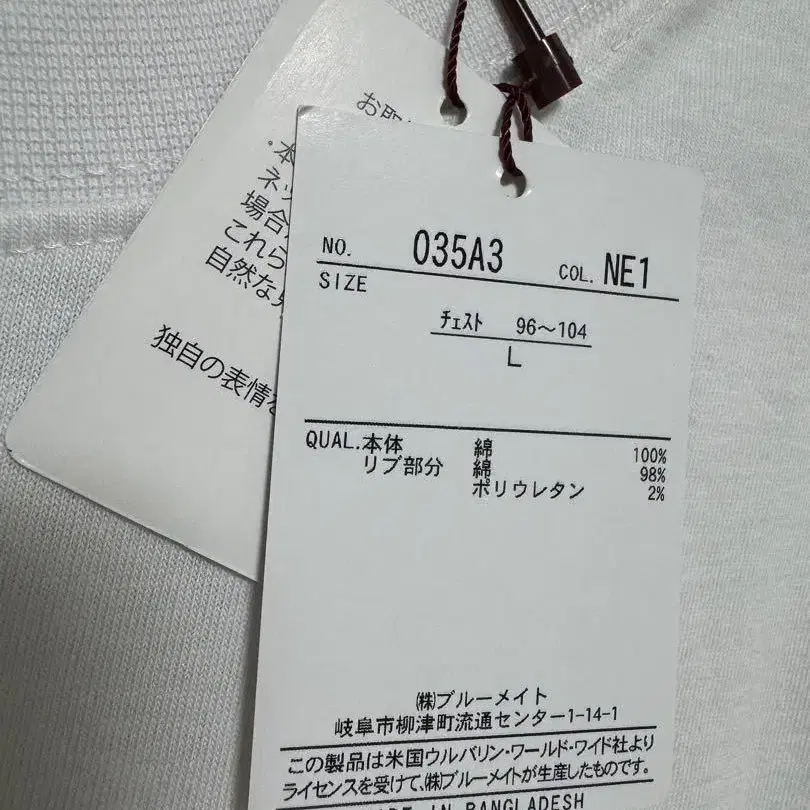 お取
・本
ネッ
場合
これら
自然な
独自の表情を
NO. 035A3 COL. NE1
SIZE
チェスト 96～104
L
QUAL.本体 綿 100%
リブ部分 綿 98%
ポリウレタン 2%
㈱ブルーメイト
岐阜市柳津町流通センター1-14-1
この製品は米国ウルバリン・ワールド・ワイド社より
ライセンスを受けて、㈱ブルーメイトが生産したものです。
MADE IN BANGLADESH